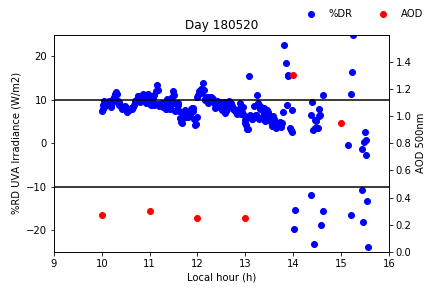 %DR
AOD
Day 180520
%RD UVA Irradiance (W/m2)
20
10
0
−10
−20
1.4
1.2
1.0
0.8
0.6
0.4
0.2
0.0
AOD 500nm
9 10 11 12 13 14 15 16
Local hour (h)